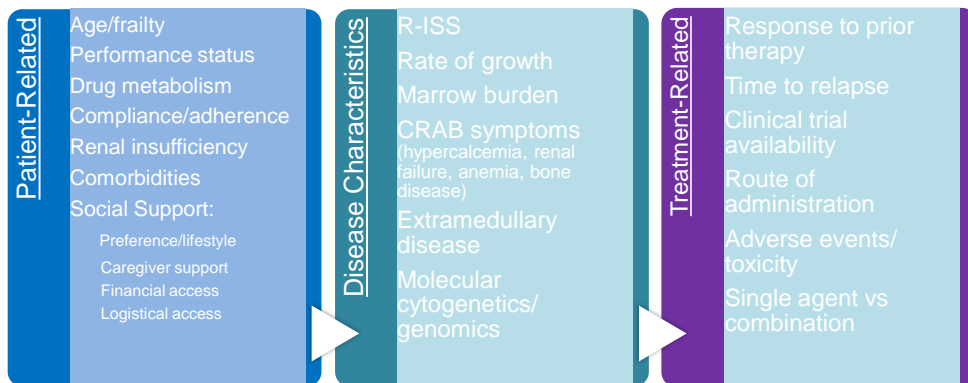 Patient-Related
Age/frailty
Performance status
Drug metabolism
Compliance/adherence
Renal insufficiency
Comorbidities
Social Support:
Preference/lifestyle
Caregiver support
Financial access
Logistical access
Disease Characteristics
R-ISS
Rate of growth
Marrow burden
CRAB symptoms
(hypercalcemia, renal
failure, anemia, bone
disease)
Extramedullary
disease
Molecular
cytogenetics/
genomics
Treatment-Related
Response to prior
therapy
Time to relapse
Clinical trial
availability
Route of
administration
Adverse events/
toxicity
Single agent vs
combination